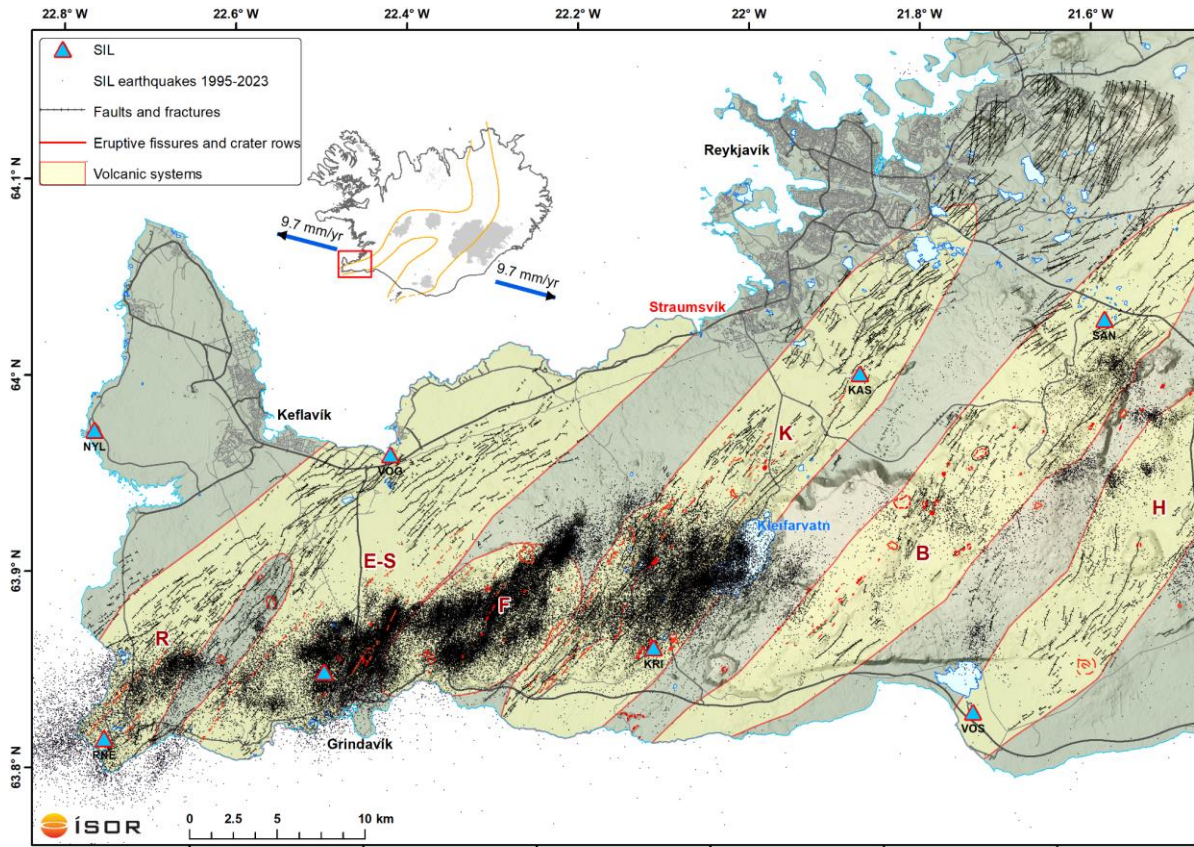 22.8° W
22.6° W
22.4° W
22.2° W
22° W
21.8° W
21.6° W
SIL
SIL earthquakes 1995-2023
Faults and fractures
Eruptive fissures and crater rows
Volcanic systems
64.1° N
64° N
63.9° N
63.8° N
9.7 mm/yr
9.7 mm/yr
Reykjavík
Straumsvík
SAN
KAS
Keflavík
NYL
VOG
K
Kleifarvatn
H
E-S
B
F
R
KRI
Grindavík
RNE
VOS
ÍSOR
0 2.5 5 10 km